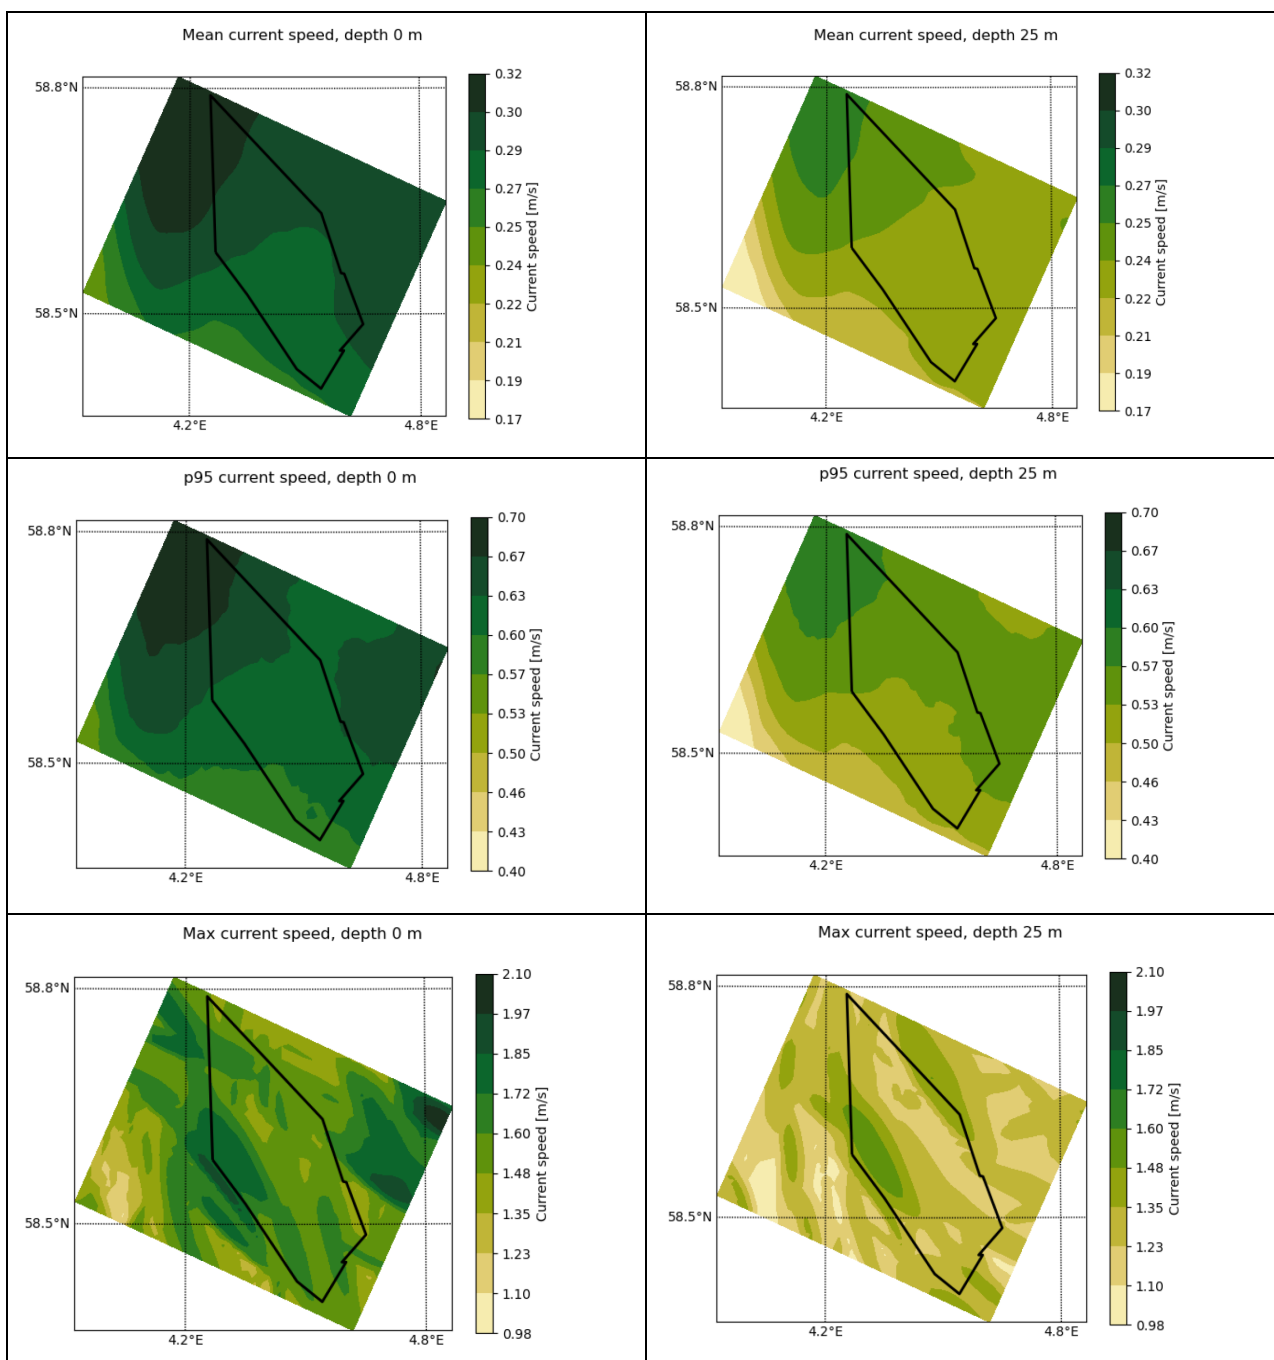 Mean current speed, depth 0 m
58.8°N
58.5°N
4.2°E
4.8°E
0.32
0.30
0.29
0.27
0.25
0.24
0.22
0.21
0.19
0.17
Current speed [m/s]
Mean current speed, depth 25 m
58.8°N
58.5°N
4.2°E
4.8°E
0.32
0.30
0.29
0.27
0.25
0.24
0.22
0.21
0.19
0.17
Current speed [m/s]
p95 current speed, depth 0 m
58.8°N
58.5°N
4.2°E
4.8°E
0.70
0.67
0.63
0.60
0.57
0.53
0.50
0.46
0.43
0.40
Current speed [m/s]
p95 current speed, depth 25 m
58.8°N
58.5°N
4.2°E
4.8°E
0.70
0.67
0.63
0.60
0.57
0.53
0.50
0.46
0.43
0.40
Current speed [m/s]
Max current speed, depth 0 m
58.8°N
58.5°N
4.2°E
4.8°E
2.10
1.97
1.85
1.72
1.60
1.48
1.35
1.23
1.10
0.98
Current speed [m/s]
Max current speed, depth 25 m
58.8°N
58.5°N
4.2°E
4.8°E
2.10
1.97
1.85
1.72
1.60
1.48
1.35
1.23
1.10
0.98
Current speed [m/s]